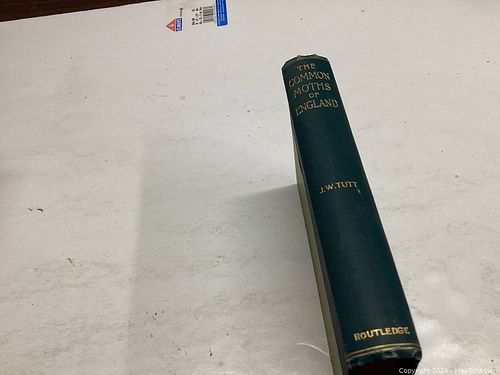 THE
COMMON
MOTHS
OF
ENGLAND
J.W. TUTT
ROUTLEDGE
Copyright 2024 - MaxSold.com